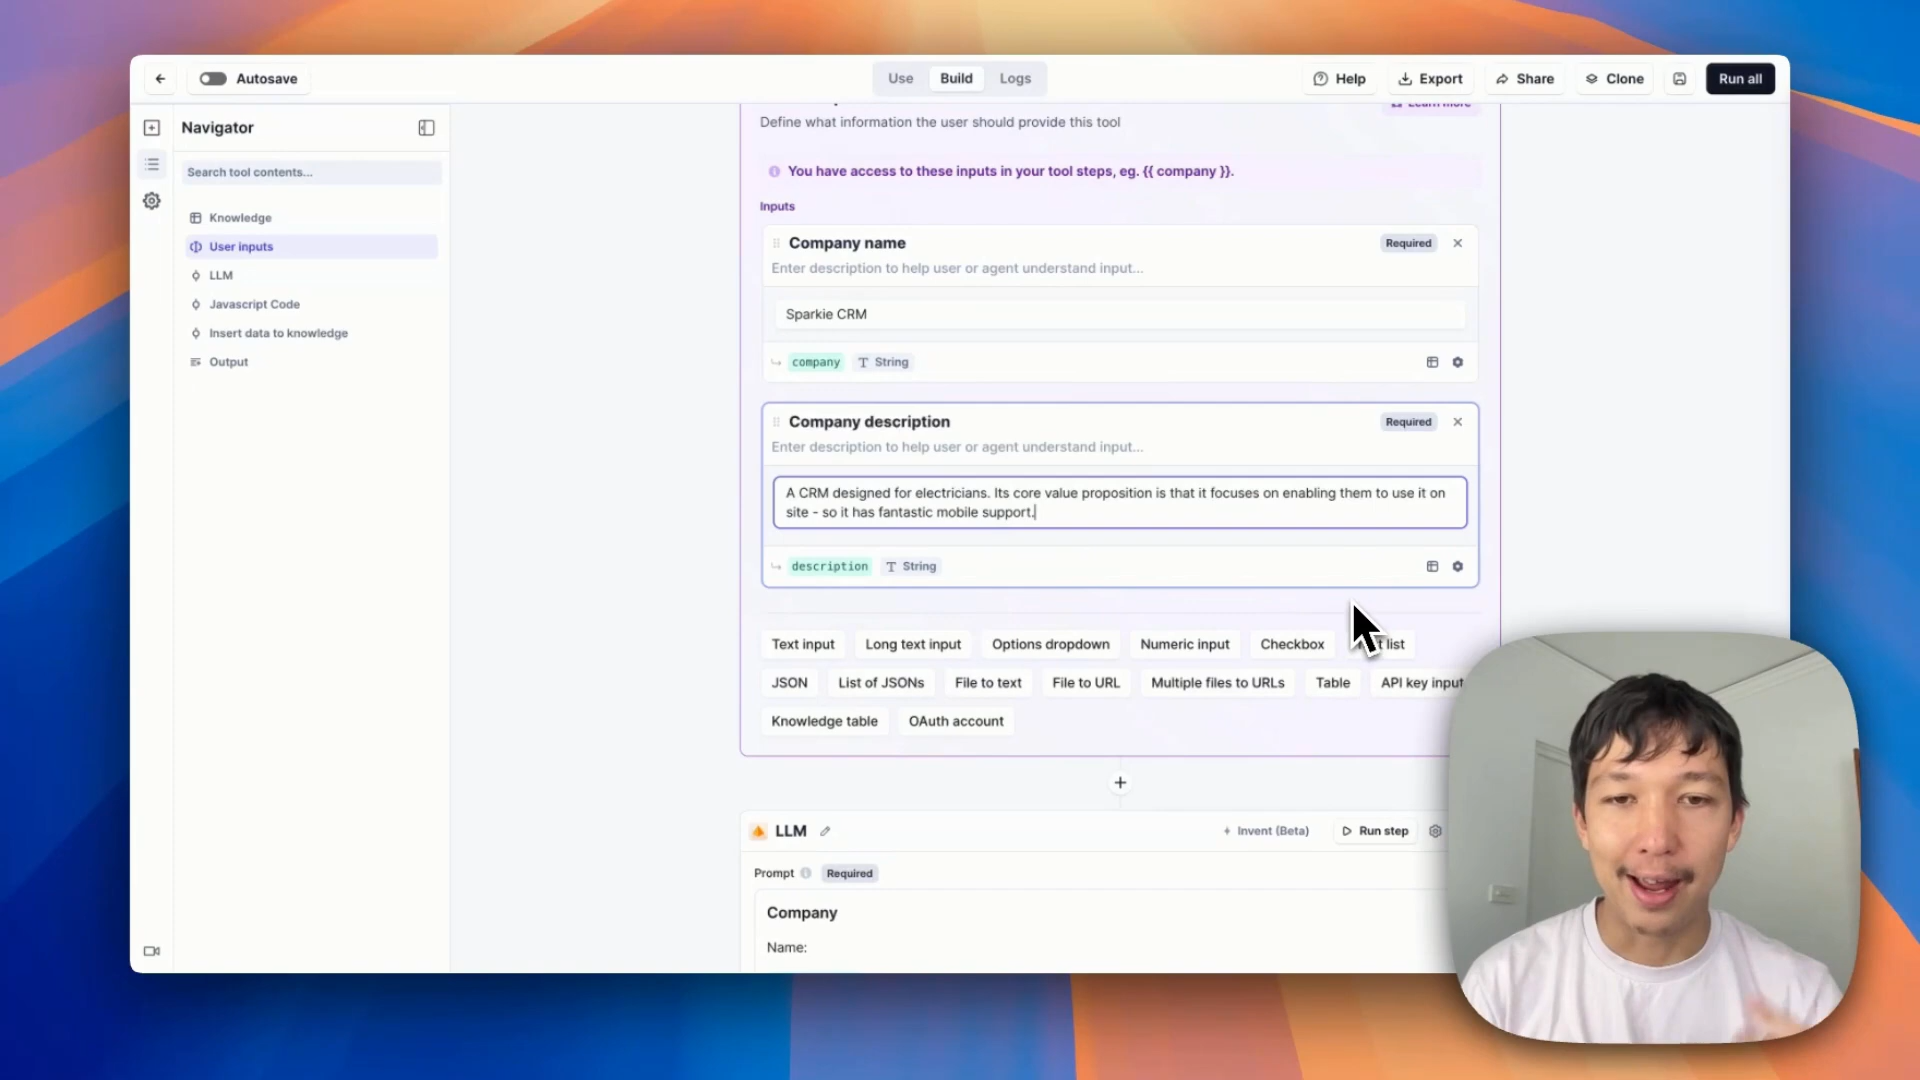 Autosave
Use
Build
Logs
Help
Export
Share
Clone
Run all
Navigator
Search tool contents...
Knowledge
User inputs
LLM
Javascript Code
Insert data to knowledge
Output
Learn more
Define what information the user should provide this tool
You have access to these inputs in your tool steps, eg. {{ company }}.
Inputs
Company name
Required
Enter description to help user or agent understand input...
Sparkie CRM
company
String
Company description
Required
Enter description to help user or agent understand input...
A CRM designed for electricians. Its core value proposition is that it focuses on enabling them to use it on
site - so it has fantastic mobile support.
description
String
Text input
Long text input
Options dropdown
Numeric input
Checkbox
list
JSON
List of JSONs
File to text
File to URL
Multiple files to URLs
Table
API key input
Knowledge table
OAuth account
LLM
Invent (Beta)
Run step
Prompt
Required
Company
Name: